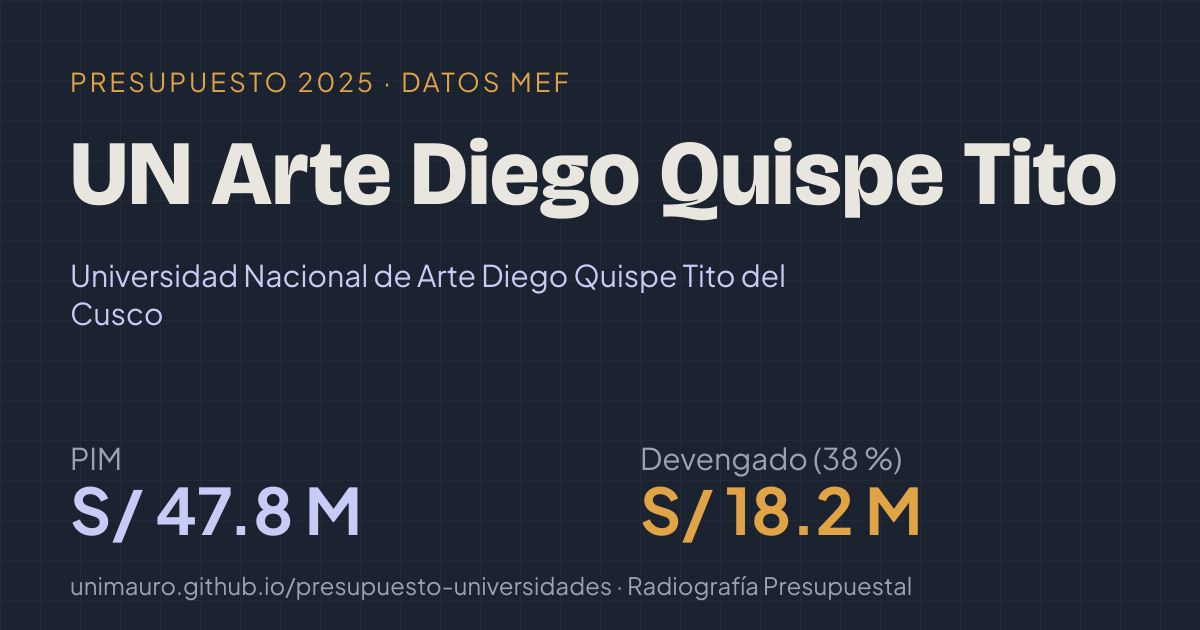 PRESUPUESTO 2025 · DATOS MEF
UN Arte Diego Quispe Tito
Universidad Nacional de Arte Diego Quispe Tito del
Cusco
PIM
S/ 47.8 M
Devengado (38 %)
S/ 18.2 M
unimauro.github.io/presupuesto-universidades · Radiografía Presupuestal